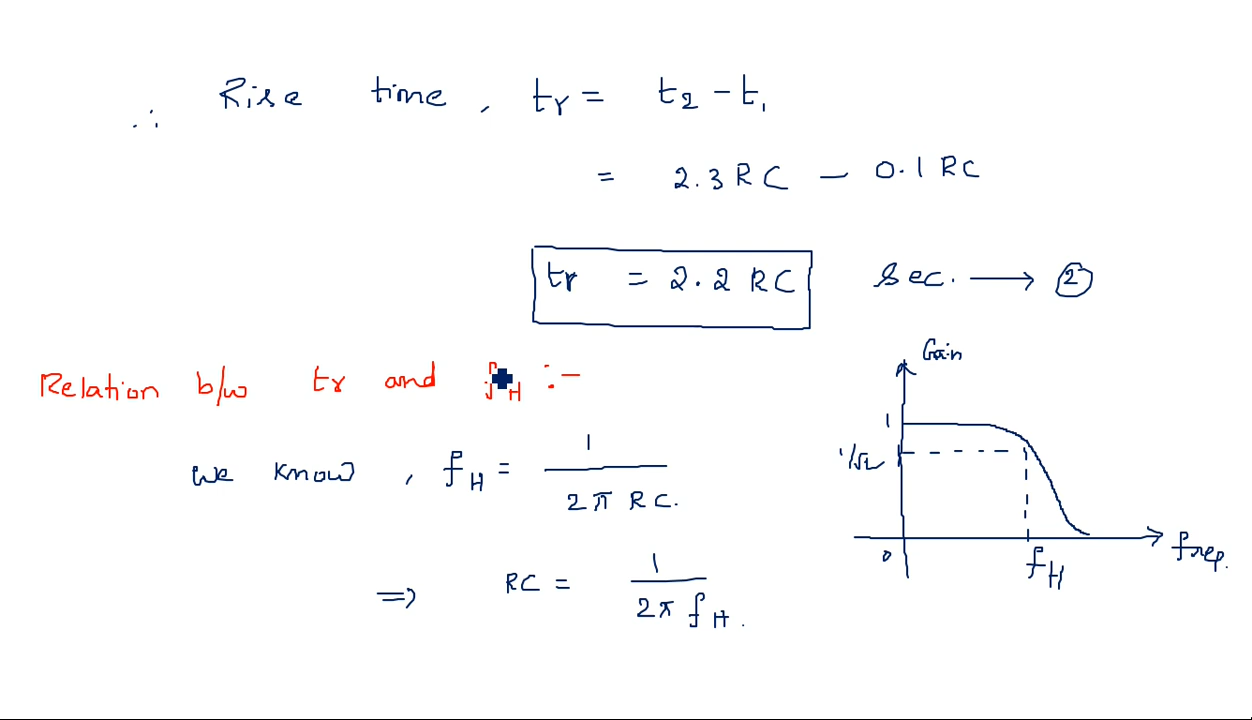 ∴ Rise time, tr = t2 - t1
= 2.3 RC - 0.1 RC
tr = 2.2 RC sec. → ②
Relation b/w tr and fH :-
we know, fH = 1 / 2π RC.
⇒ RC = 1 / 2π fH.
Gain
1
1/√2
0
fH
freq.